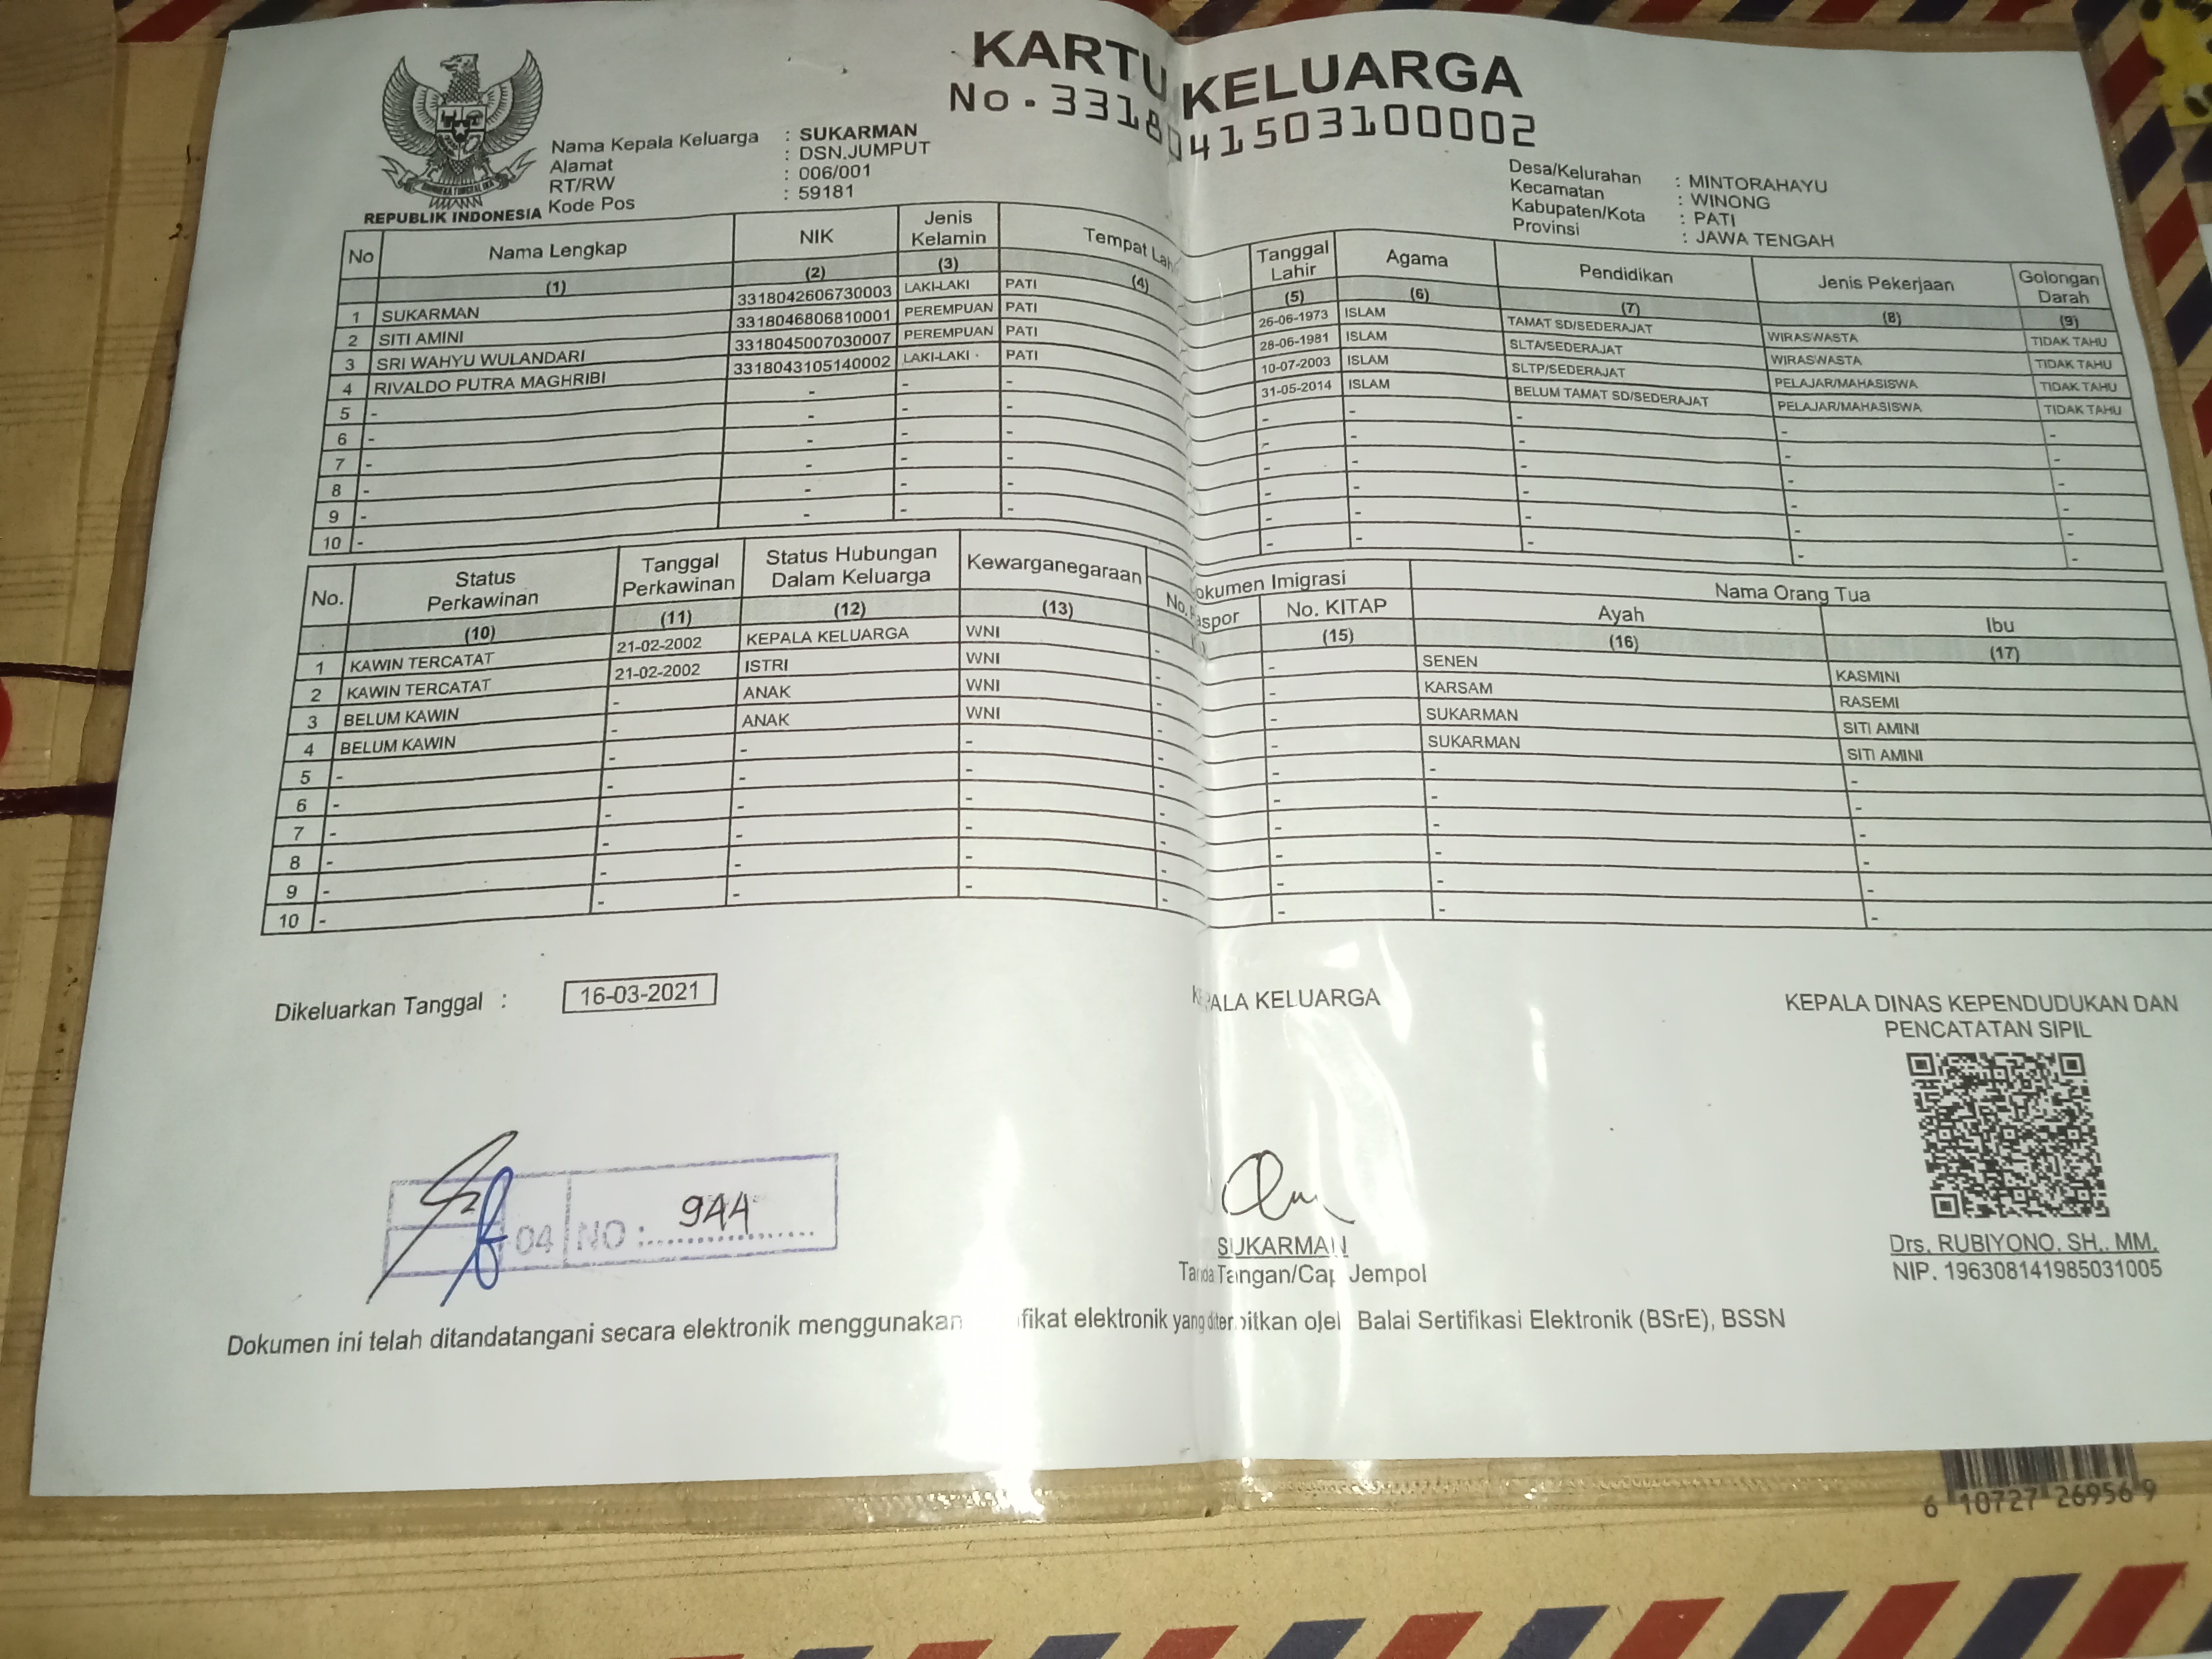 KARTU KELUARGA
No. 3318041503100002
REPUBLIK INDONESIA
Nama Kepala Keluarga : SUKARMAN
Alamat : DSN.JUMPUT
RT/RW : 006/001
Kode Pos : 59181
Desa/Kelurahan : MINTORAHAYU
Kecamatan : WINONG
Kabupaten/Kota : PATI
Provinsi : JAWA TENGAH
No Nama Lengkap NIK Jenis Kelamin Tempat Lahir Tanggal Lahir Agama Pendidikan Jenis Pekerjaan Golongan Darah
(1) (2) (3) (4) (5) (6) (7) (8) (9)
1 SUKARMAN 3318042606730003 LAKI-LAKI PATI 26-06-1973 ISLAM TAMAT SD/SEDERAJAT WIRASWASTA TIDAK TAHU
2 SITI AMINI 3318046806810001 PEREMPUAN PATI 28-06-1981 ISLAM SLTA/SEDERAJAT WIRASWASTA TIDAK TAHU
3 SRI WAHYU WULANDARI 3318045007030007 PEREMPUAN PATI 10-07-2003 ISLAM SLTP/SEDERAJAT PELAJAR/MAHASISWA TIDAK TAHU
4 RIVALDO PUTRA MAGHRIBI 3318043105140002 LAKI-LAKI PATI 31-05-2014 ISLAM BELUM TAMAT SD/SEDERAJAT PELAJAR/MAHASISWA TIDAK TAHU
5 - - - - - - - - -
6 - - - - - - - - -
7 - - - - - - - - -
8 - - - - - - - - -
9 - - - - - - - - -
10 - - - - - - - - -
No. Status Perkawinan Tanggal Perkawinan Status Hubungan Dalam Keluarga Kewarganegaraan Dokumen Imigrasi Nama Orang Tua
No. Paspor No. KITAP Ayah Ibu
(10) (11) (12) (13) (15) (16) (17)
1 KAWIN TERCATAT 21-02-2002 KEPALA KELUARGA WNI - - SENEN KASMINI
2 KAWIN TERCATAT 21-02-2002 ISTRI WNI - - KARSAM RASEMI
3 BELUM KAWIN - ANAK WNI - - SUKARMAN SITI AMINI
4 BELUM KAWIN - ANAK WNI - - SUKARMAN SITI AMINI
5 - - - - - - - -
6 - - - - - - - -
7 - - - - - - - -
8 - - - - - - - -
9 - - - - - - - -
10 - - - - - - - -
Dikeluarkan Tanggal : 16-03-2021
KEPALA KELUARGA
KEPALA DINAS KEPENDUDUKAN DAN
PENCATATAN SIPIL
04 NO : 944
SUKARMAN
Tanda Tangan/Cap Jempol
Drs. RUBIYONO, SH., MM.
NIP. 196308141985031005
Dokumen ini telah ditandatangani secara elektronik menggunakan fikat elektronik yang diterbitkan oleh Balai Sertifikasi Elektronik (BSrE), BSSN
6 10727 26956 9